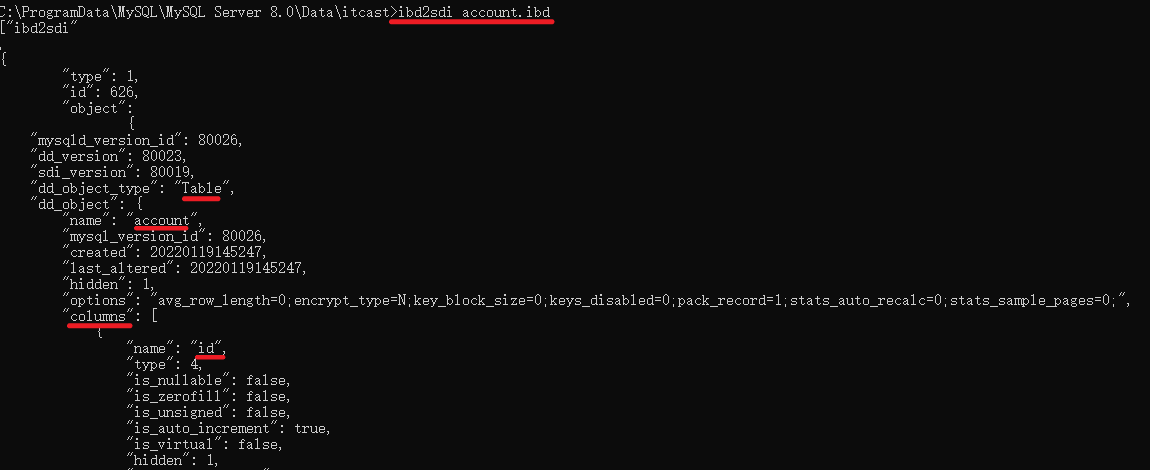 C:\ProgramData\MySQL\MySQL Server 8.0\Data\itcast>ibd2sdi account.ibd
["ibd2sdi"
,
{
"type": 1,
"id": 626,
"object":
{
"mysqld_version_id": 80026,
"dd_version": 80023,
"sdi_version": 80019,
"dd_object_type": "Table",
"dd_object": {
"name": "account",
"mysql_version_id": 80026,
"created": 20220119145247,
"last_altered": 20220119145247,
"hidden": 1,
"options": "avg_row_length=0;encrypt_type=N;key_block_size=0;keys_disabled=0;pack_record=1;stats_auto_recalc=0;stats_sample_pages=0;",
"columns": [
{
"name": "id",
"type": 4,
"is_nullable": false,
"is_zerofill": false,
"is_unsigned": false,
"is_auto_increment": true,
"is_virtual": false,
"hidden": 1,